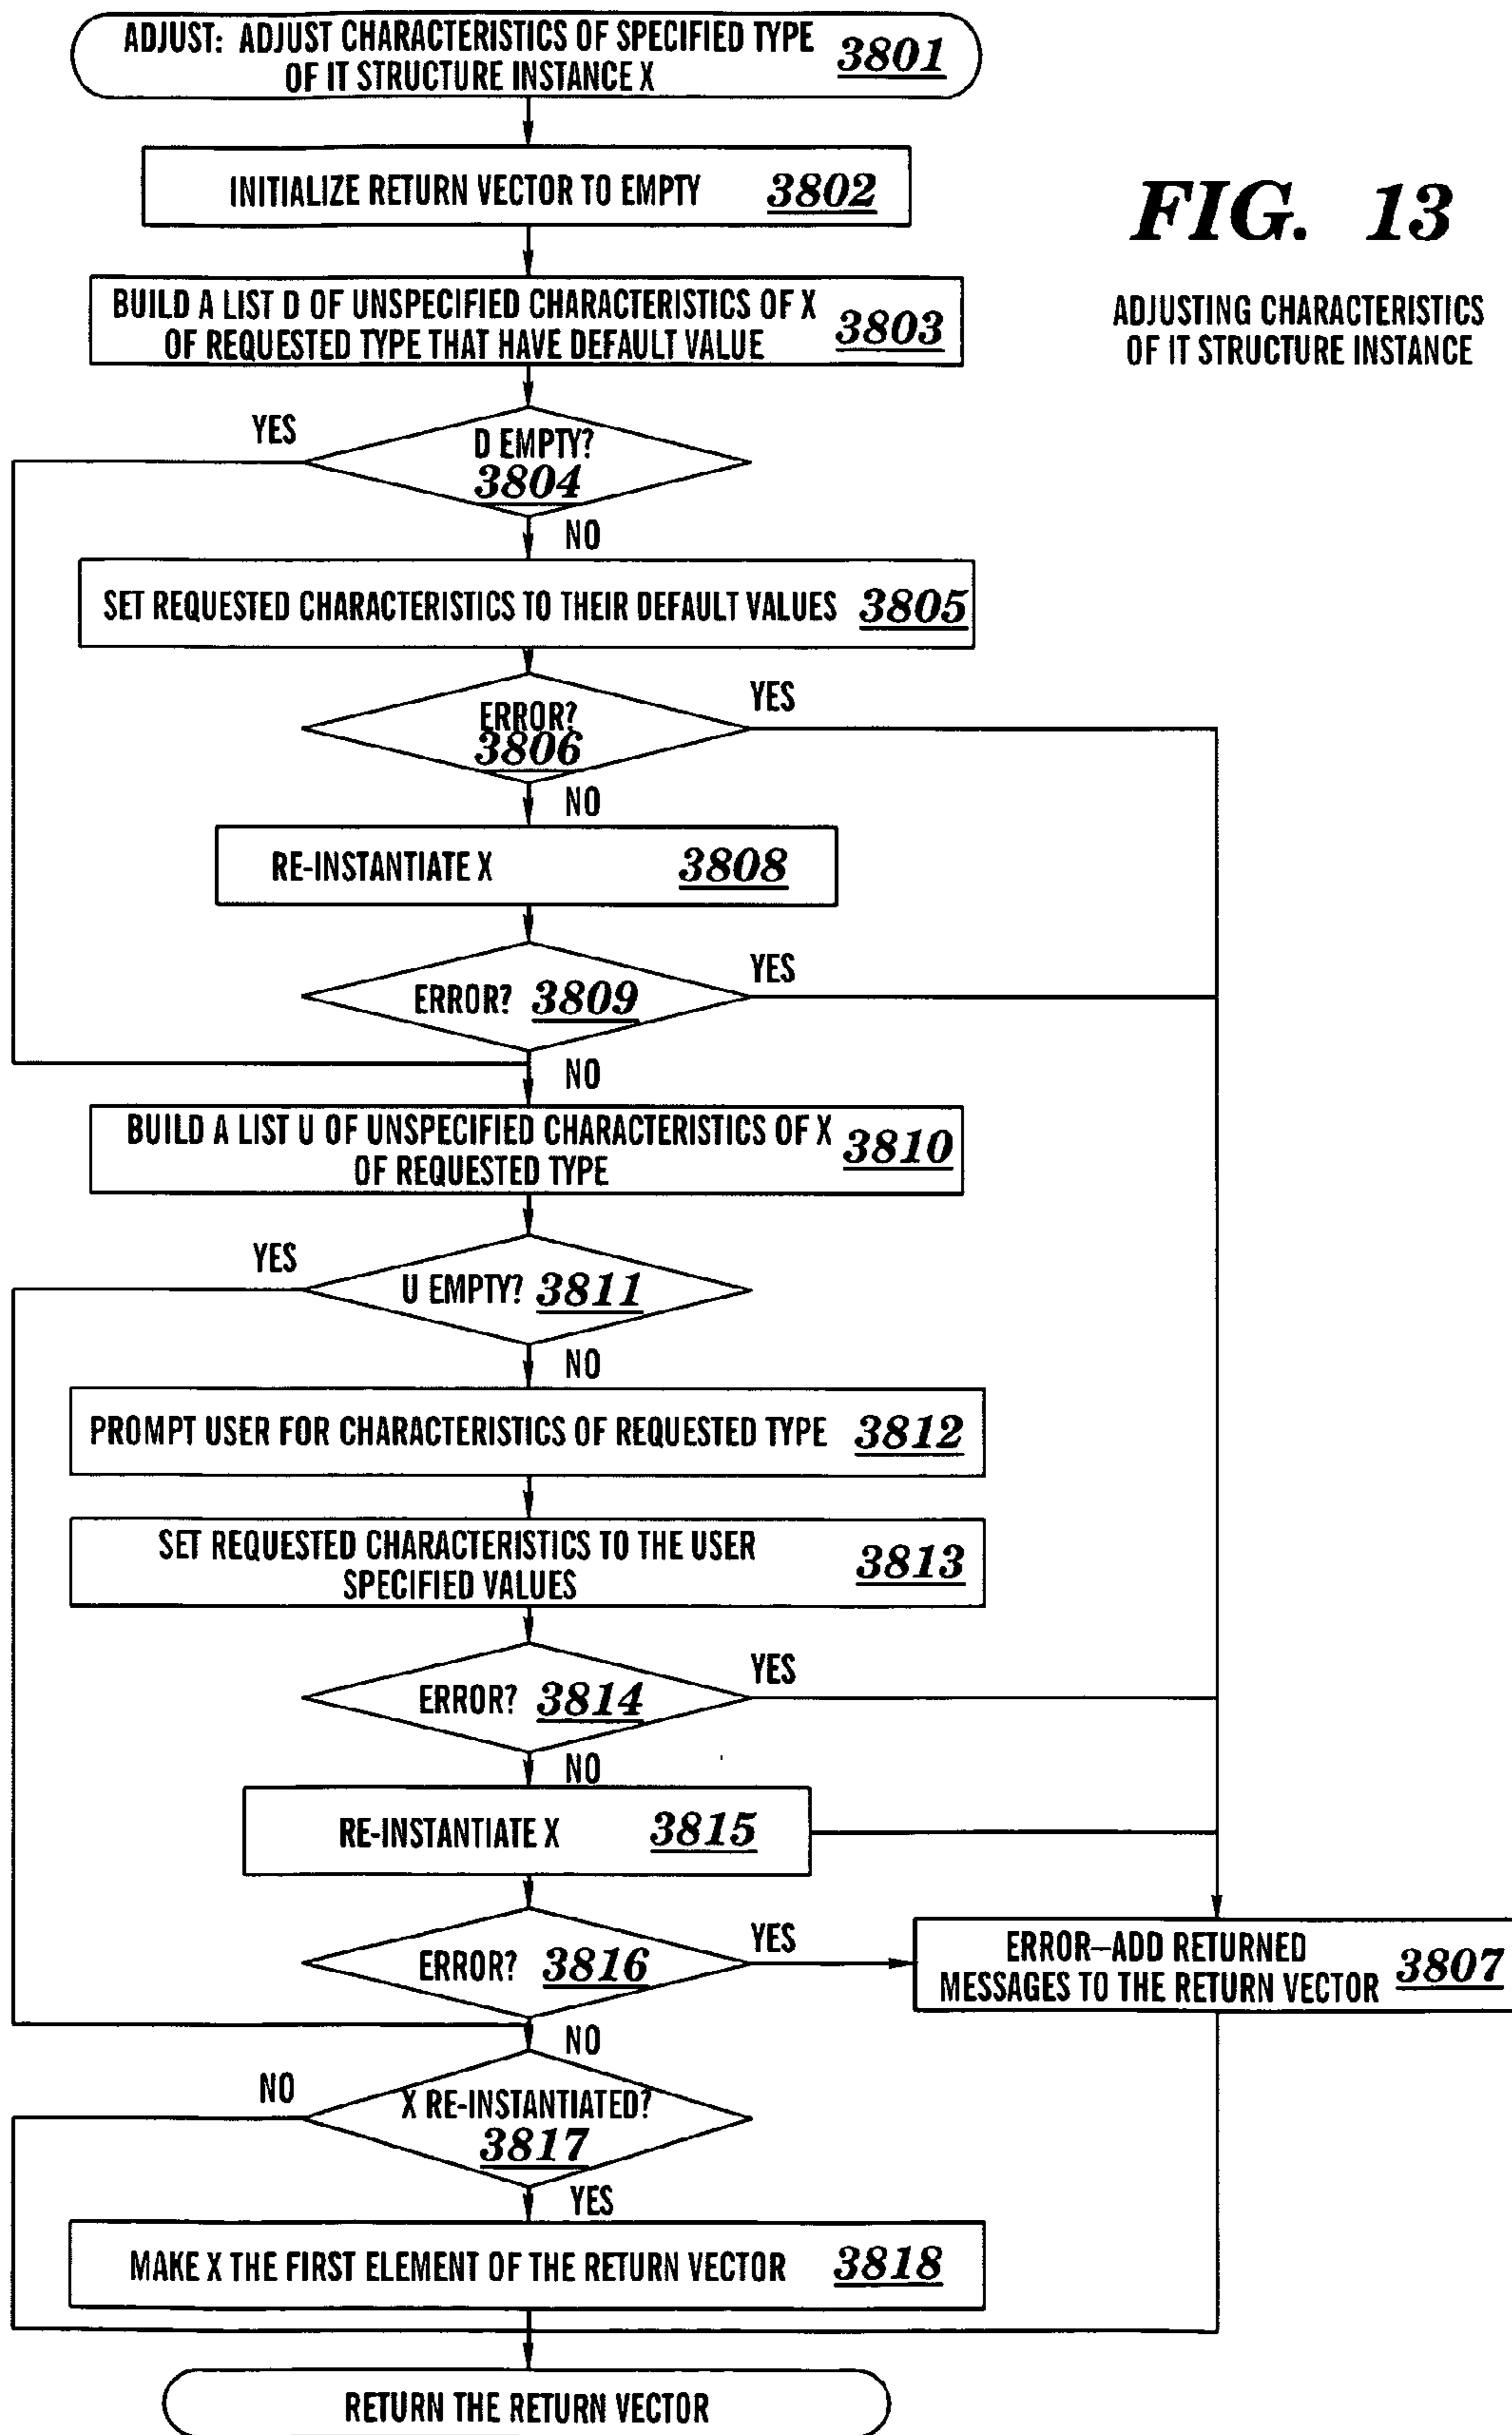 ADJUST: ADJUST CHARACTERISTICS OF SPECIFIED TYPE
OF IT STRUCTURE INSTANCE X
3801
INITIALIZE RETURN VECTOR TO EMPTY 3802
FIG. 13
ADJUSTING CHARACTERISTICS
OF IT STRUCTURE INSTANCE
BUILD A LIST D OF UNSPECIFIED CHARACTERISTICS OF X
OF REQUESTED TYPE THAT HAVE DEFAULT VALUE
3803
YES
D EMPTY?
3804
NO
SET REQUESTED CHARACTERISTICS TO THEIR DEFAULT VALUES 3805
YES
ERROR?
3806
NO
RE-INSTANTIATE X 3808
YES
ERROR? 3809
NO
BUILD A LIST U OF UNSPECIFIED CHARACTERISTICS OF X
OF REQUESTED TYPE
3810
YES
U EMPTY? 3811
NO
PROMPT USER FOR CHARACTERISTICS OF REQUESTED TYPE 3812
SET REQUESTED CHARACTERISTICS TO THE USER
SPECIFIED VALUES
3813
YES
ERROR? 3814
NO
RE-INSTANTIATE X 3815
YES
ERROR? 3816
ERROR–ADD RETURNED
MESSAGES TO THE RETURN VECTOR
3807
NO
NO
X RE-INSTANTIATED?
3817
YES
MAKE X THE FIRST ELEMENT OF THE RETURN VECTOR 3818
RETURN THE RETURN VECTOR